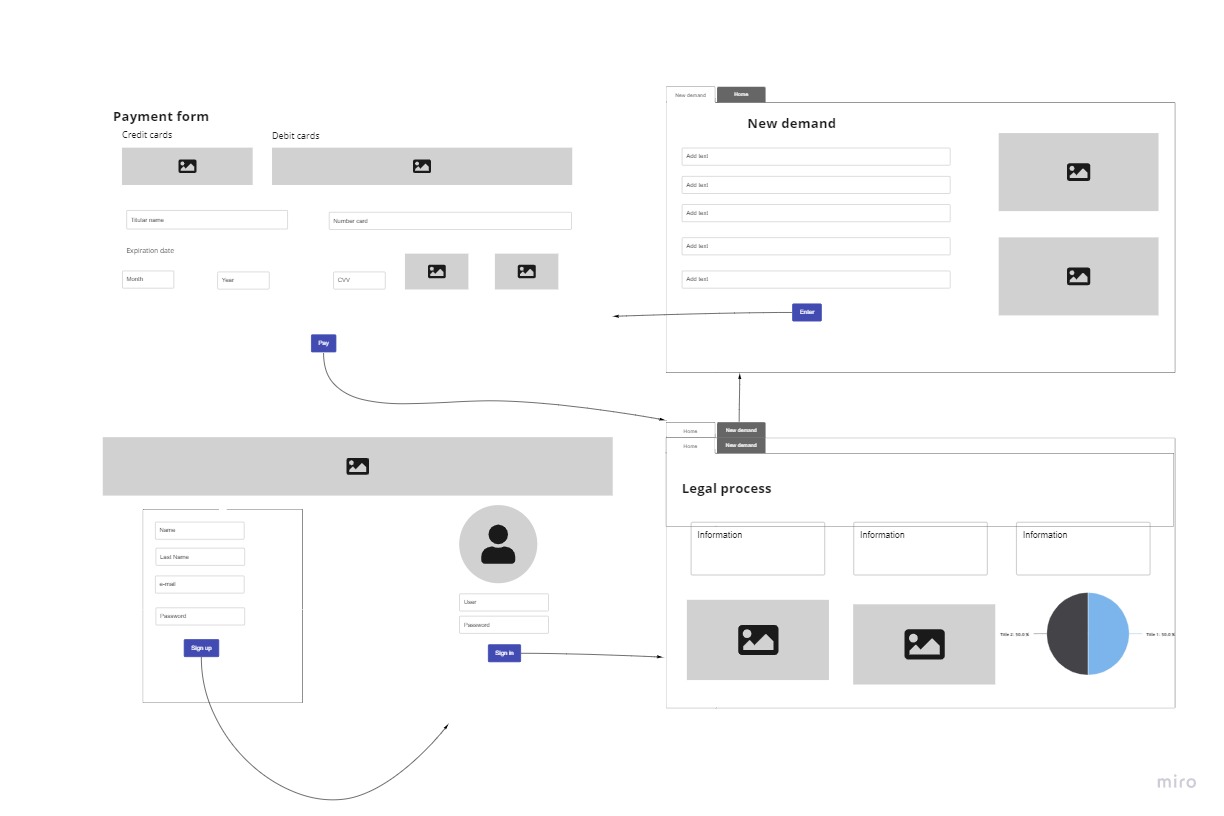 Payment form
Credit cards
Debit cards
Titular name
Number card
Expiration date
Month
Year
CVV
Pay
New demand
Home
New demand
Add text
Add text
Add text
Add text
Add text
Enter
Name
Last Name
e-mail
Password
Sign up
User
Password
Sign in
Home
New demand
Home
New demand
Legal process
Information
Information
Information
Title 2: 50.0 %
Title 1: 50.0 %
miro